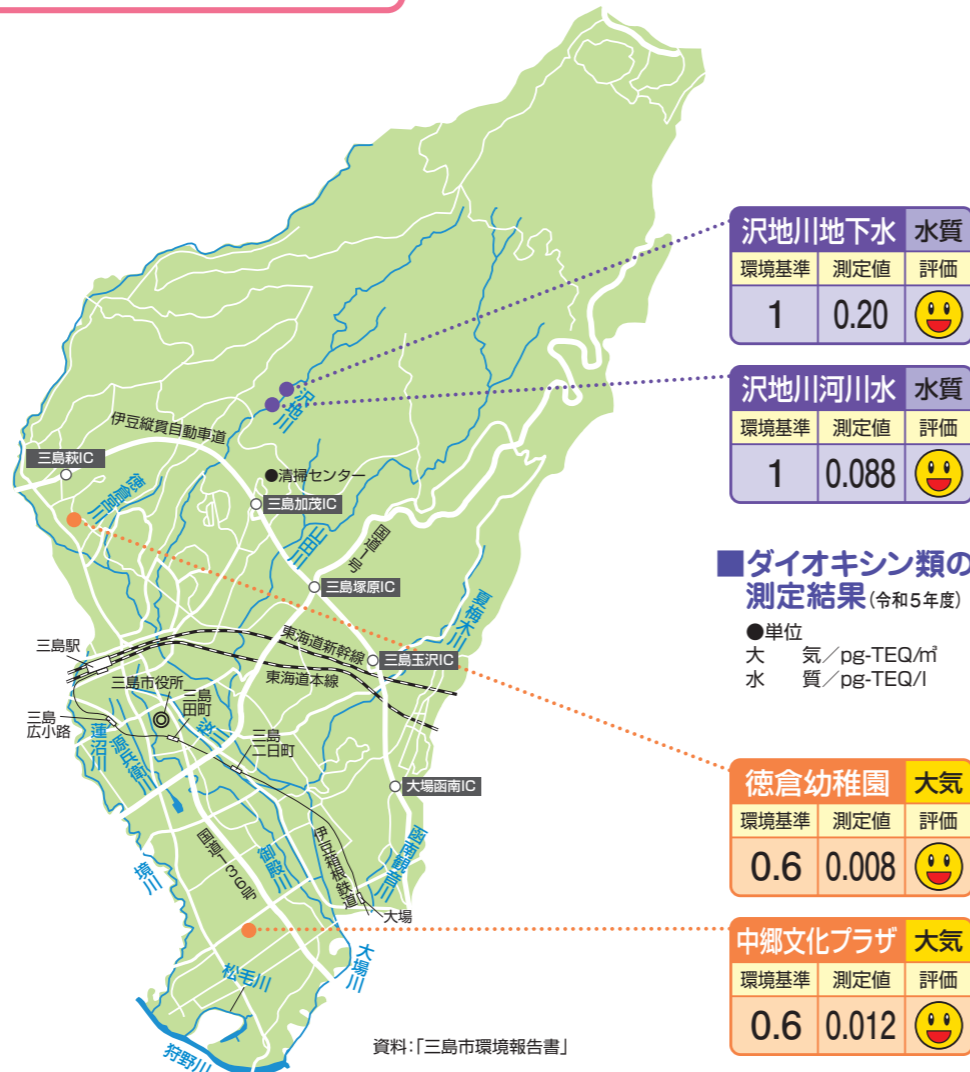 沢地川地下水 水質
環境基準 測定値 評価
1 0.20
沢地川河川水 水質
環境基準 測定値 評価
1 0.088
■ダイオキシン類の
測定結果(令和5年度)
●単位
大 気／pg-TEQ/㎥
水 質／pg-TEQ/l
徳倉幼稚園 大気
環境基準 測定値 評価
0.6 0.008
中郷文化プラザ 大気
環境基準 測定値 評価
0.6 0.012
沢地川
伊豆縦貫自動車道
三島萩IC
●清掃センター
徳倉宮川
三島加茂IC
山田川
国道1号
三島塚原IC
夏梅木川
三島駅
東海道新幹線
三島玉沢IC
東海道本線
三島市役所
三島
広小路
三島
田町
桜川
蓮沼川
源兵衛川
三島
二日町
大場函南IC
国道136号
御殿川
伊豆箱根鉄道
函南観音川
境川
大場
大場川
松毛川
狩野川
資料：「三島市環境報告書」